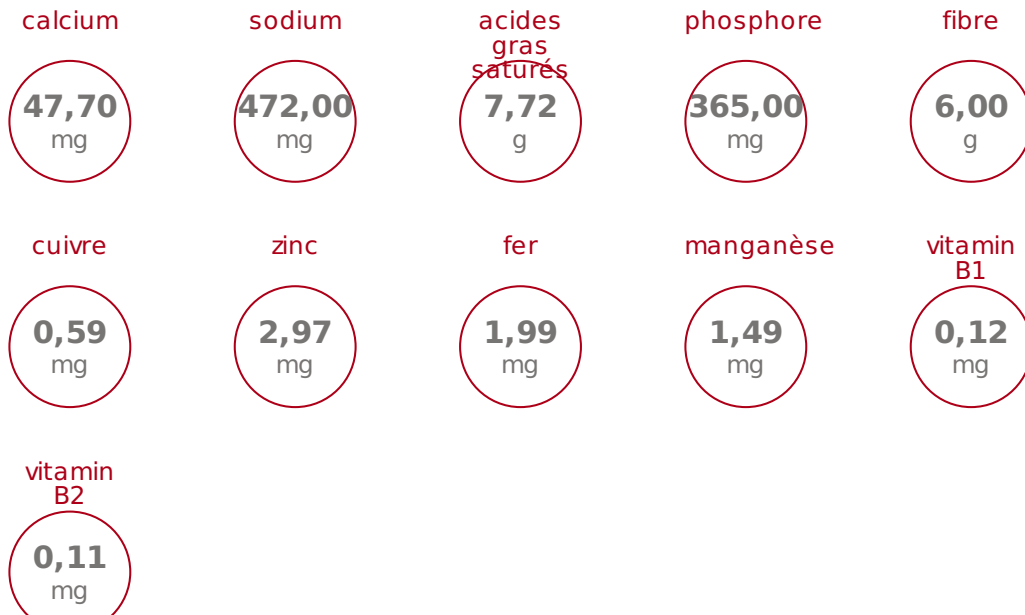 calcium
47,70
mg
sodium
472,00
mg
acides
gras
saturés
7,72
g
phosphore
365,00
mg
fibre
6,00
g
cuivre
0,59
mg
zinc
2,97
mg
fer
1,99
mg
manganèse
1,49
mg
vitamin
B1
0,12
mg
vitamin
B2
0,11
mg